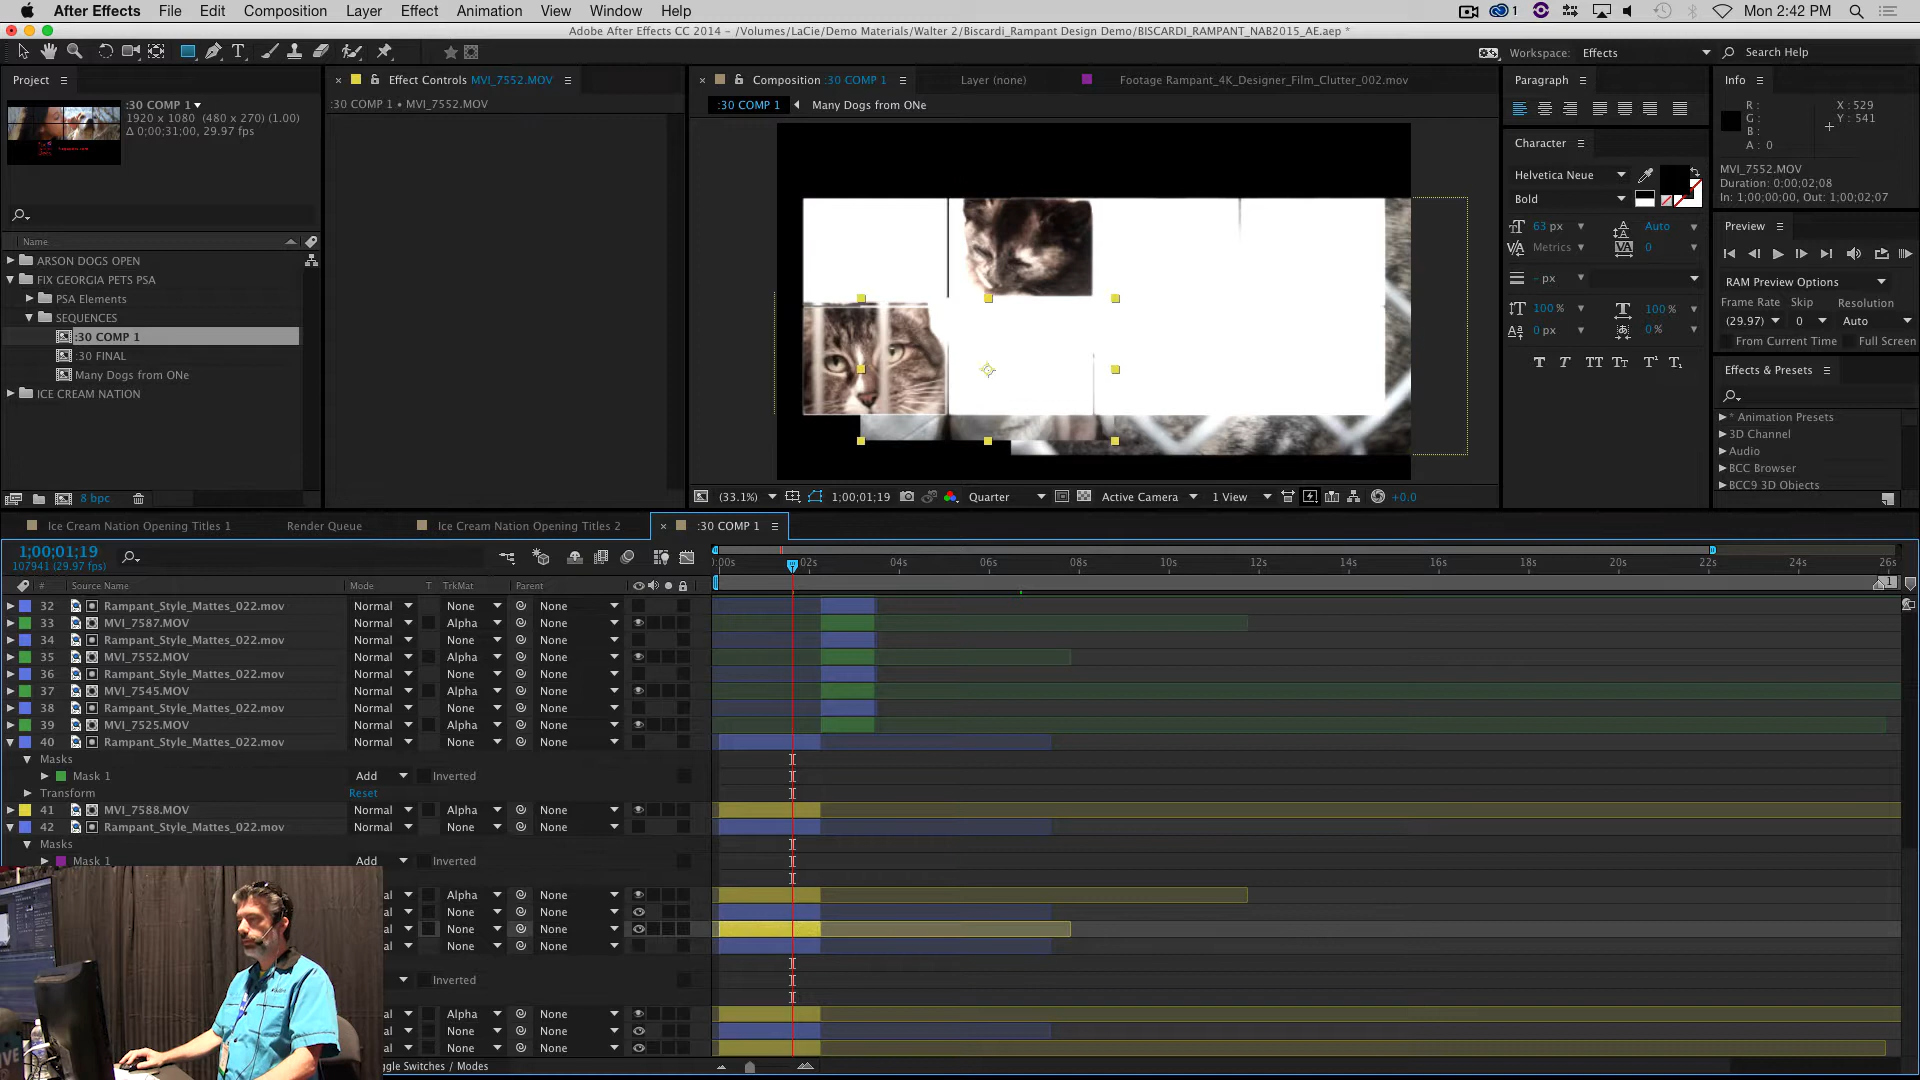 After Effects File Edit Composition Layer Effect Animation View Window Help
1 Mon 2:42 PM
Adobe After Effects CC 2014 - /Volumes/LaCie/Demo Materials/Walter 2/Biscardi_Rampant Design Demo/BISCARDI_RAMPANT_NAB2015_AE.aep *
Workspace: Effects Search Help
Project
:30 COMP 1
1920 x 1080 (480 x 270) (1.00)
Δ 0;00;31;00, 29.97 fps
Name
ARSON DOGS OPEN
FIX GEORGIA PETS PSA
PSA Elements
SEQUENCES
:30 COMP 1
:30 FINAL
Many Dogs from ONe
ICE CREAM NATION
8 bpc
Effect Controls MVI_7552.MOV
:30 COMP 1 • MVI_7552.MOV
Composition :30 COMP 1 Layer (none) Footage Rampant_4K_Designer_Film_Clutter_002.mov
:30 COMP 1 Many Dogs from ONe
(33.1%) 1;00;01;19 Quarter Active Camera 1 View +0.0
Paragraph
Character
Helvetica Neue
Bold
63 px Auto
Metrics 0
- px
100 % 100 %
0 px 0 %
T T TT Tr T¹ T₁
Info
R : X : 529
G : Y : 541
B :
A : 0
MVI_7552.MOV
Duration: 0;00;02;08
In: 1;00;00;00, Out: 1;00;02;07
Preview
RAM Preview Options
Frame Rate Skip Resolution
(29.97) 0 Auto
From Current Time Full Screen
Effects & Presets
* Animation Presets
3D Channel
Audio
BCC Browser
BCC9 3D Objects
Ice Cream Nation Opening Titles 1 Render Queue Ice Cream Nation Opening Titles 2 :30 COMP 1
1;00;01;19
107941 (29.97 fps)
# Source Name Mode T TrkMat Parent
0:00s 02s 04s 06s 08s 10s 12s 14s 16s 18s 20s 22s 24s 26s
1
32 Rampant_Style_Mattes_022.mov Normal None None
33 MVI_7587.MOV Normal Alpha None
34 Rampant_Style_Mattes_022.mov Normal None None
35 MVI_7552.MOV Normal Alpha None
36 Rampant_Style_Mattes_022.mov Normal None None
37 MVI_7545.MOV Normal Alpha None
38 Rampant_Style_Mattes_022.mov Normal None None
39 MVI_7525.MOV Normal Alpha None
40 Rampant_Style_Mattes_022.mov Normal None None
Masks
Mask 1 Add Inverted
Transform Reset
41 MVI_7588.MOV Normal Alpha None
42 Rampant_Style_Mattes_022.mov Normal None None
Masks
Mask 1 Add Inverted
al Alpha None
al None None
al None None
al None None
Inverted
al Alpha None
al None None
al None None
ggle Switches / Modes